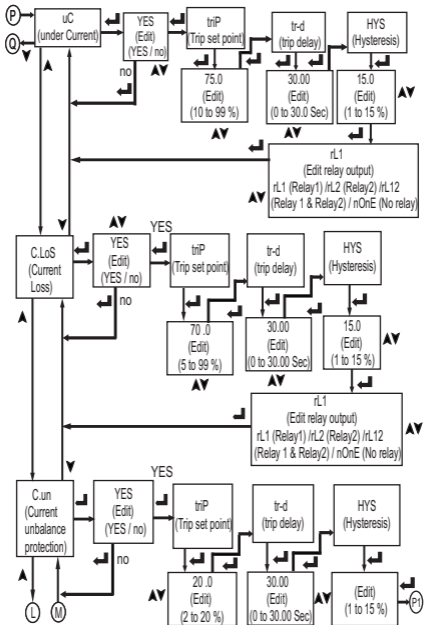 P
Q
uC
(under Current)
YES
(Edit)
(YES / no)
no
triP
(Trip set point)
tr-d
(trip delay)
HYS
(Hysteresis)
75.0
(Edit)
(10 to 99 %)
30.00
(Edit)
(0 to 30.0 Sec)
15.0
(Edit)
(1 to 15 %)
rL1
(Edit relay output)
rL1 (Relay1) /rL2 (Relay2) /rL12
(Relay 1 & Relay2) / nOnE (No relay)
C.LoS
(Current
Loss)
YES
(Edit)
(YES / no)
YES
no
triP
(Trip set point)
tr-d
(trip delay)
HYS
(Hysteresis)
70 .0
(Edit)
(5 to 99 %)
30.00
(Edit)
(0 to 30.00 Sec)
15.0
(Edit)
(1 to 15 %)
rL1
(Edit relay output)
rL1 (Relay1) /rL2 (Relay2) /rL12
(Relay 1 & Relay2) / nOnE (No relay)
C.un
(Current
unbalance
protection)
YES
(Edit)
(YES / no)
YES
no
triP
(Trip set point)
tr-d
(trip delay)
HYS
(Hysteresis)
20 .0
(Edit)
(2 to 20 %)
30.00
(Edit)
(0 to 30.00 Sec)
(Edit)
(1 to 15 %)
P1
L
M